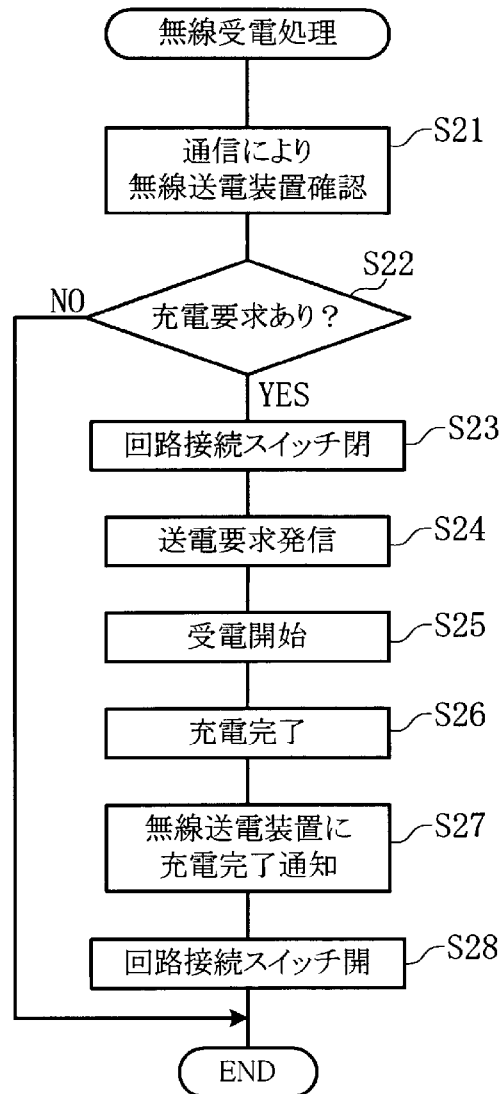 無線受電処理
S21
通信により
無線送電装置確認
S22
NO
充電要求あり?
YES
S23
回路接続スイッチ閉
S24
送電要求発信
S25
受電開始
S26
充電完了
S27
無線送電装置に
充電完了通知
S28
回路接続スイッチ開
END